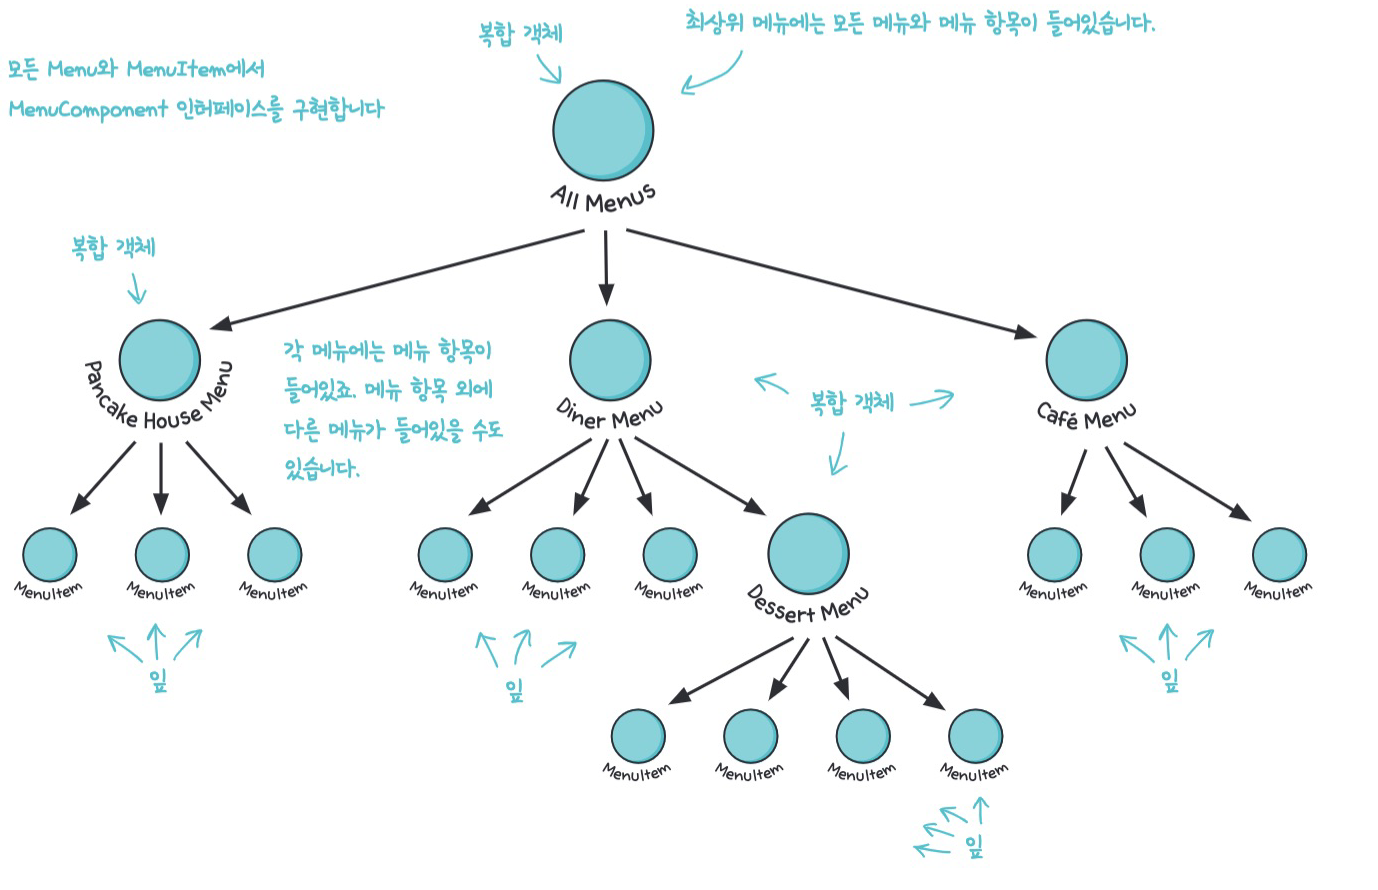 복합 객체
최상위 메뉴에는 모든 메뉴와 메뉴 항목이 들어있습니다.
모든 Menu와 MenuItem에서
MenuComponent 인터페이스를 구현합니다
All Menus
복합 객체
Pancake House Menu
각 메뉴에는 메뉴 항목이
들어있죠. 메뉴 항목 외에
다른 메뉴가 들어있을 수도
있습니다.
Diner Menu
복합 객체
Café Menu
MenuItem
MenuItem
MenuItem
MenuItem
MenuItem
MenuItem
Dessert Menu
MenuItem
MenuItem
MenuItem
잎
잎
잎
MenuItem
MenuItem
MenuItem
MenuItem
잎